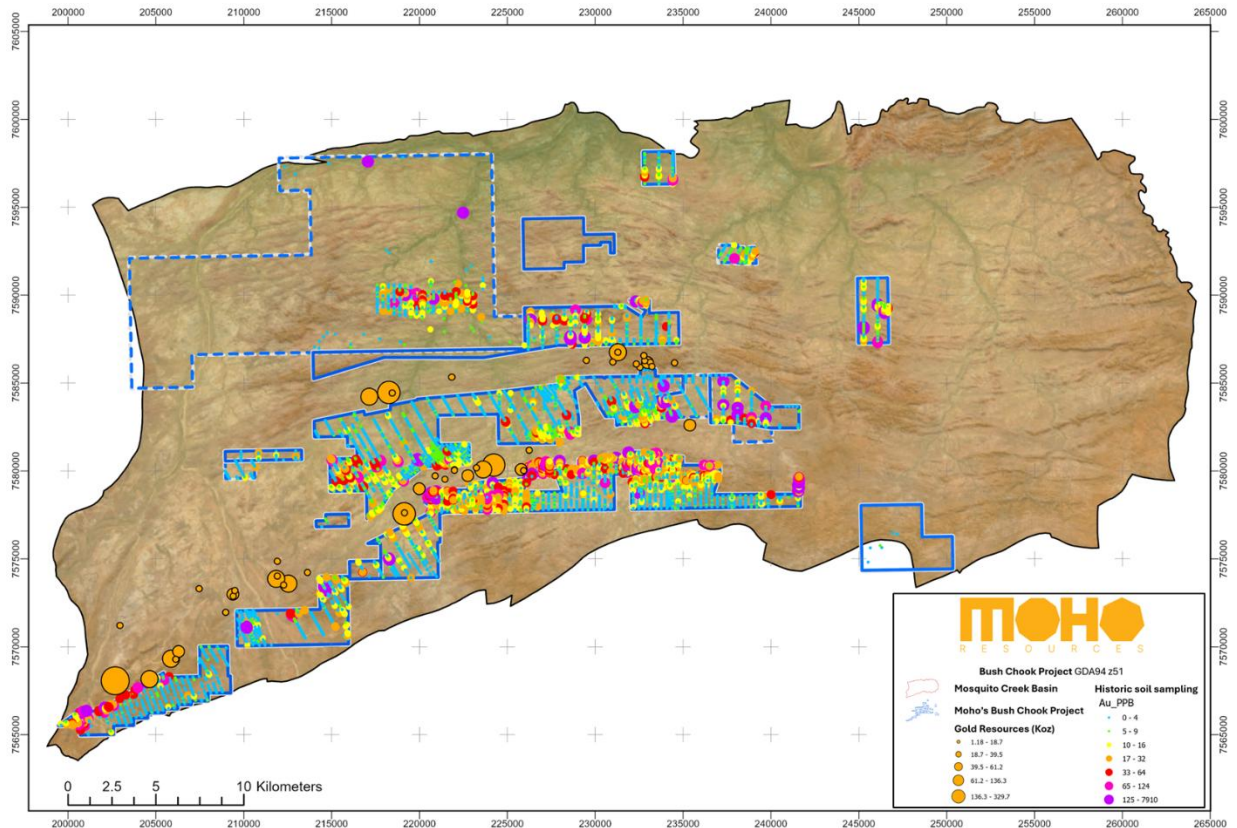 200000 205000 210000 215000 220000 225000 230000 235000 240000 245000 250000 255000 260000 265000
7605000 7605000
7600000 7600000
7595000 7595000
7590000 7590000
7585000 7585000
7580000 7580000
7575000 7575000
7570000 7570000
7565000 7565000
MOHO
RESOURCES
Bush Chook Project GDA94 z51
Mosquito Creek Basin
Moho's Bush Chook Project
Gold Resources (Koz)
1.18 - 18.7
18.7 - 39.5
39.5 - 61.2
61.2 - 136.3
136.3 - 329.7
Historic soil sampling
Au_PPB
0 - 4
5 - 9
10 - 16
17 - 32
33 - 64
65 - 124
125 - 7910
0 2.5 5 10 Kilometers
200000 205000 210000 215000 220000 225000 230000 235000 240000 245000 250000 255000 260000 265000